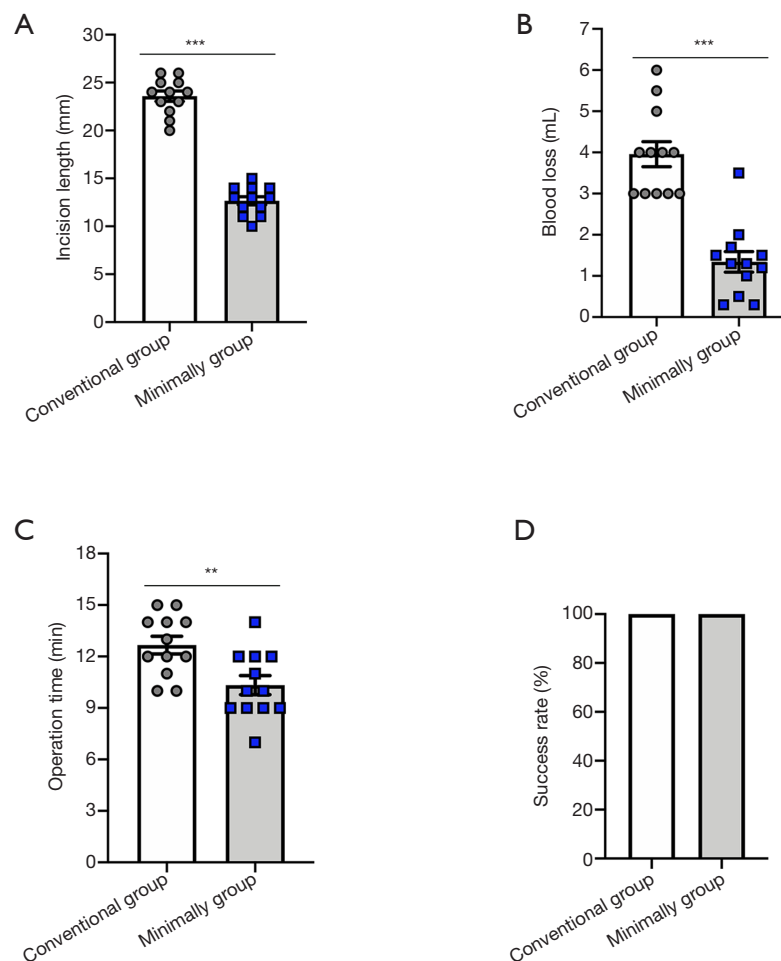 A
Incision length (mm)
30
25
20
15
10
5
0
***
Conventional group
Minimally group
B
Blood loss (mL)
7
6
5
4
3
2
1
0
***
Conventional group
Minimally group
C
Operation time (min)
18
15
12
9
6
3
0
**
Conventional group
Minimally group
D
Success rate (%)
100
80
60
40
20
0
Conventional group
Minimally group